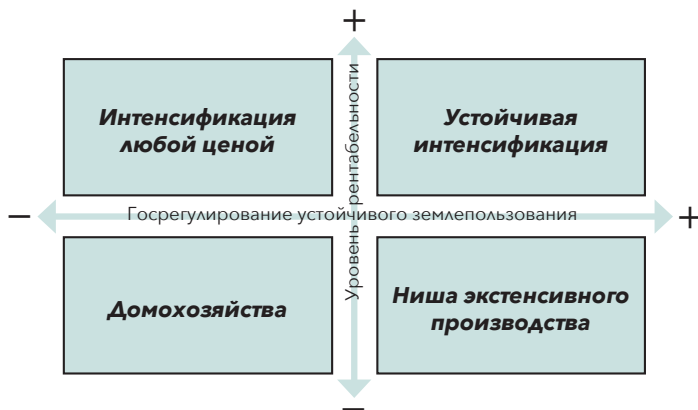 +
Интенсификация
любой ценой
Устойчивая
интенсификация
Уровень рентабельности
− Госрегулирование устойчивого землепользования +
Домохозяйства
Ниша экстенсивного
производства
−